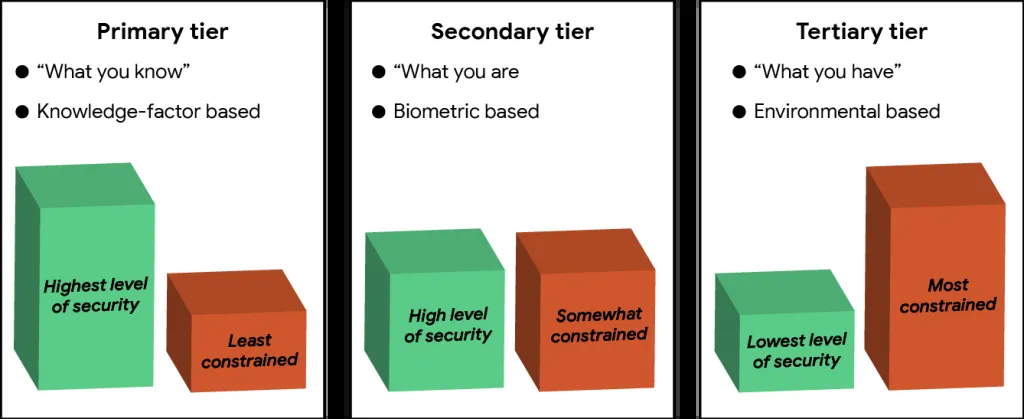 Primary tier
● “What you know”
● Knowledge-factor based
Highest level
of security
Least
constrained
Secondary tier
● “What you are
● Biometric based
High level
of security
Somewhat
constrained
Tertiary tier
● “What you have”
● Environmental based
Lowest level
of security
Most
constrained